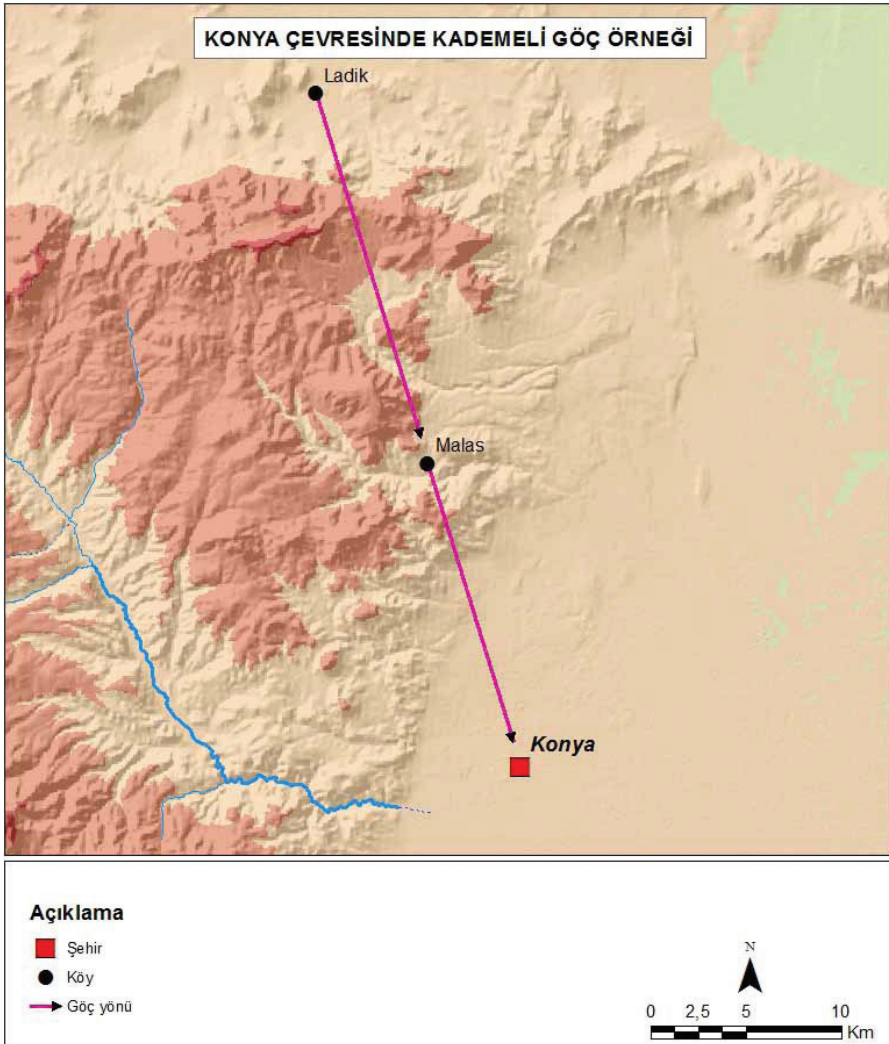 KONYA ÇEVRESİNDE KADEMELİ GÖÇ ÖRNEĞİ
Ladik
Malas
Konya
Açıklama
Şehir
Köy
Göç yönü
N
0 2,5 5 10
Km